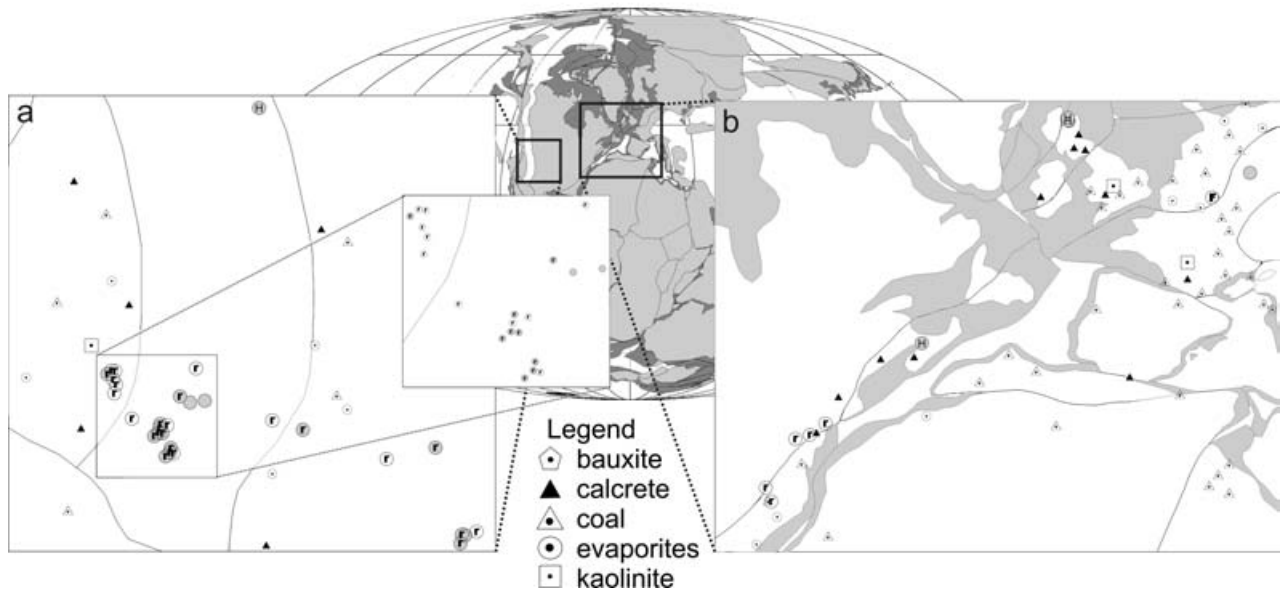 a
b
H
H
H
Legend
bauxite
calcrete
coal
evaporites
kaolinite